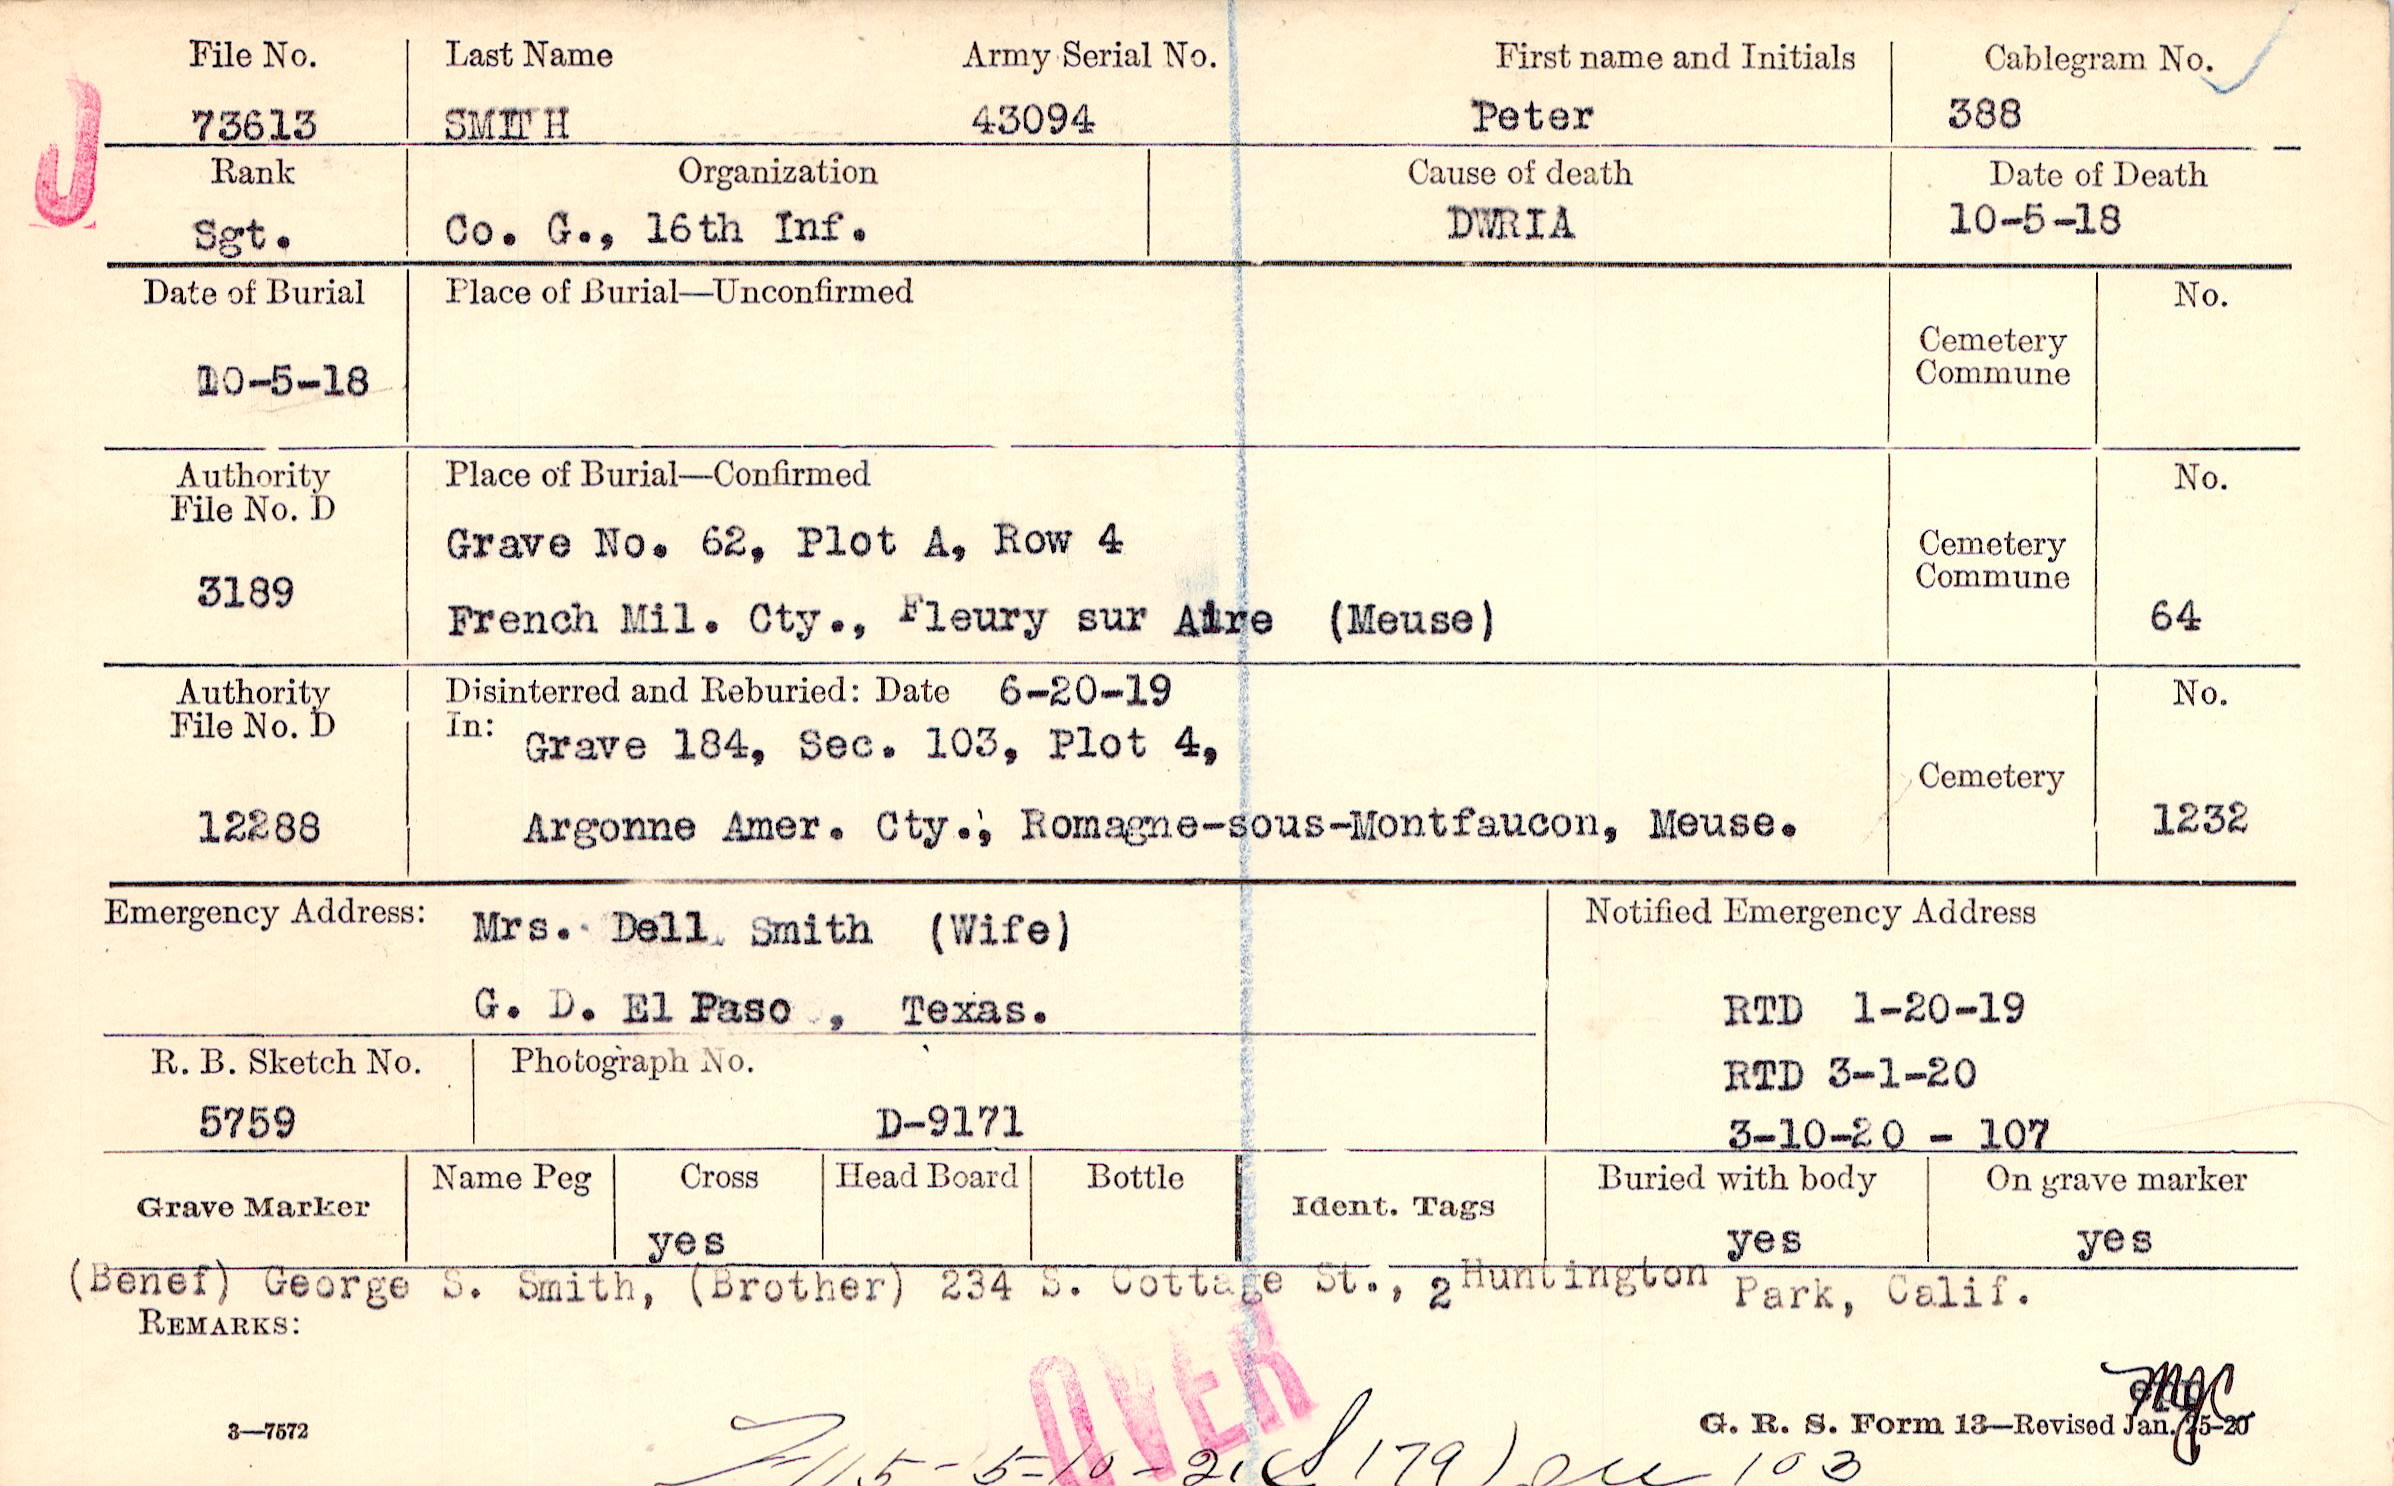 File No. Last Name Army Serial No. First name and Initials Cablegram No.
73613 SMITH 43094 Peter 388
J
Rank Organization Cause of death Date of Death
Sgt. Co. G., 16th Inf. DWRIA 10-5-18
Date of Burial Place of Burial—Unconfirmed No.
Cemetery
Commune
10-5-18
Authority Place of Burial—Confirmed No.
File No. D
Grave No. 62, Plot A, Row 4
Cemetery
Commune
3189
French Mil. Cty., Fleury sur Aire (Meuse) 64
Authority Disinterred and Reburied: Date 6-20-19 No.
File No. D In:
Grave 184, Sec. 103, Plot 4,
Cemetery
12288 Argonne Amer. Cty., Romagne-sous-Montfaucon, Meuse. 1232
Emergency Address: Mrs. Dell Smith (Wife) Notified Emergency Address
G. D. El Paso , Texas. RTD 1-20-19
R. B. Sketch No. Photograph No. RTD 3-1-20
5759 D-9171 3-10-20 - 107
Grave Marker Name Peg Cross Head Board Bottle Ident. Tags Buried with body On grave marker
yes yes yes
(Benef) George S. Smith, (Brother) 234 S. Cottage St., 2 Huntington Park, Calif.
REMARKS:
OVER
3—7572 G. R. S. Form 13—Revised Jan. 15-20
115-5-10-21 (S 179) 103